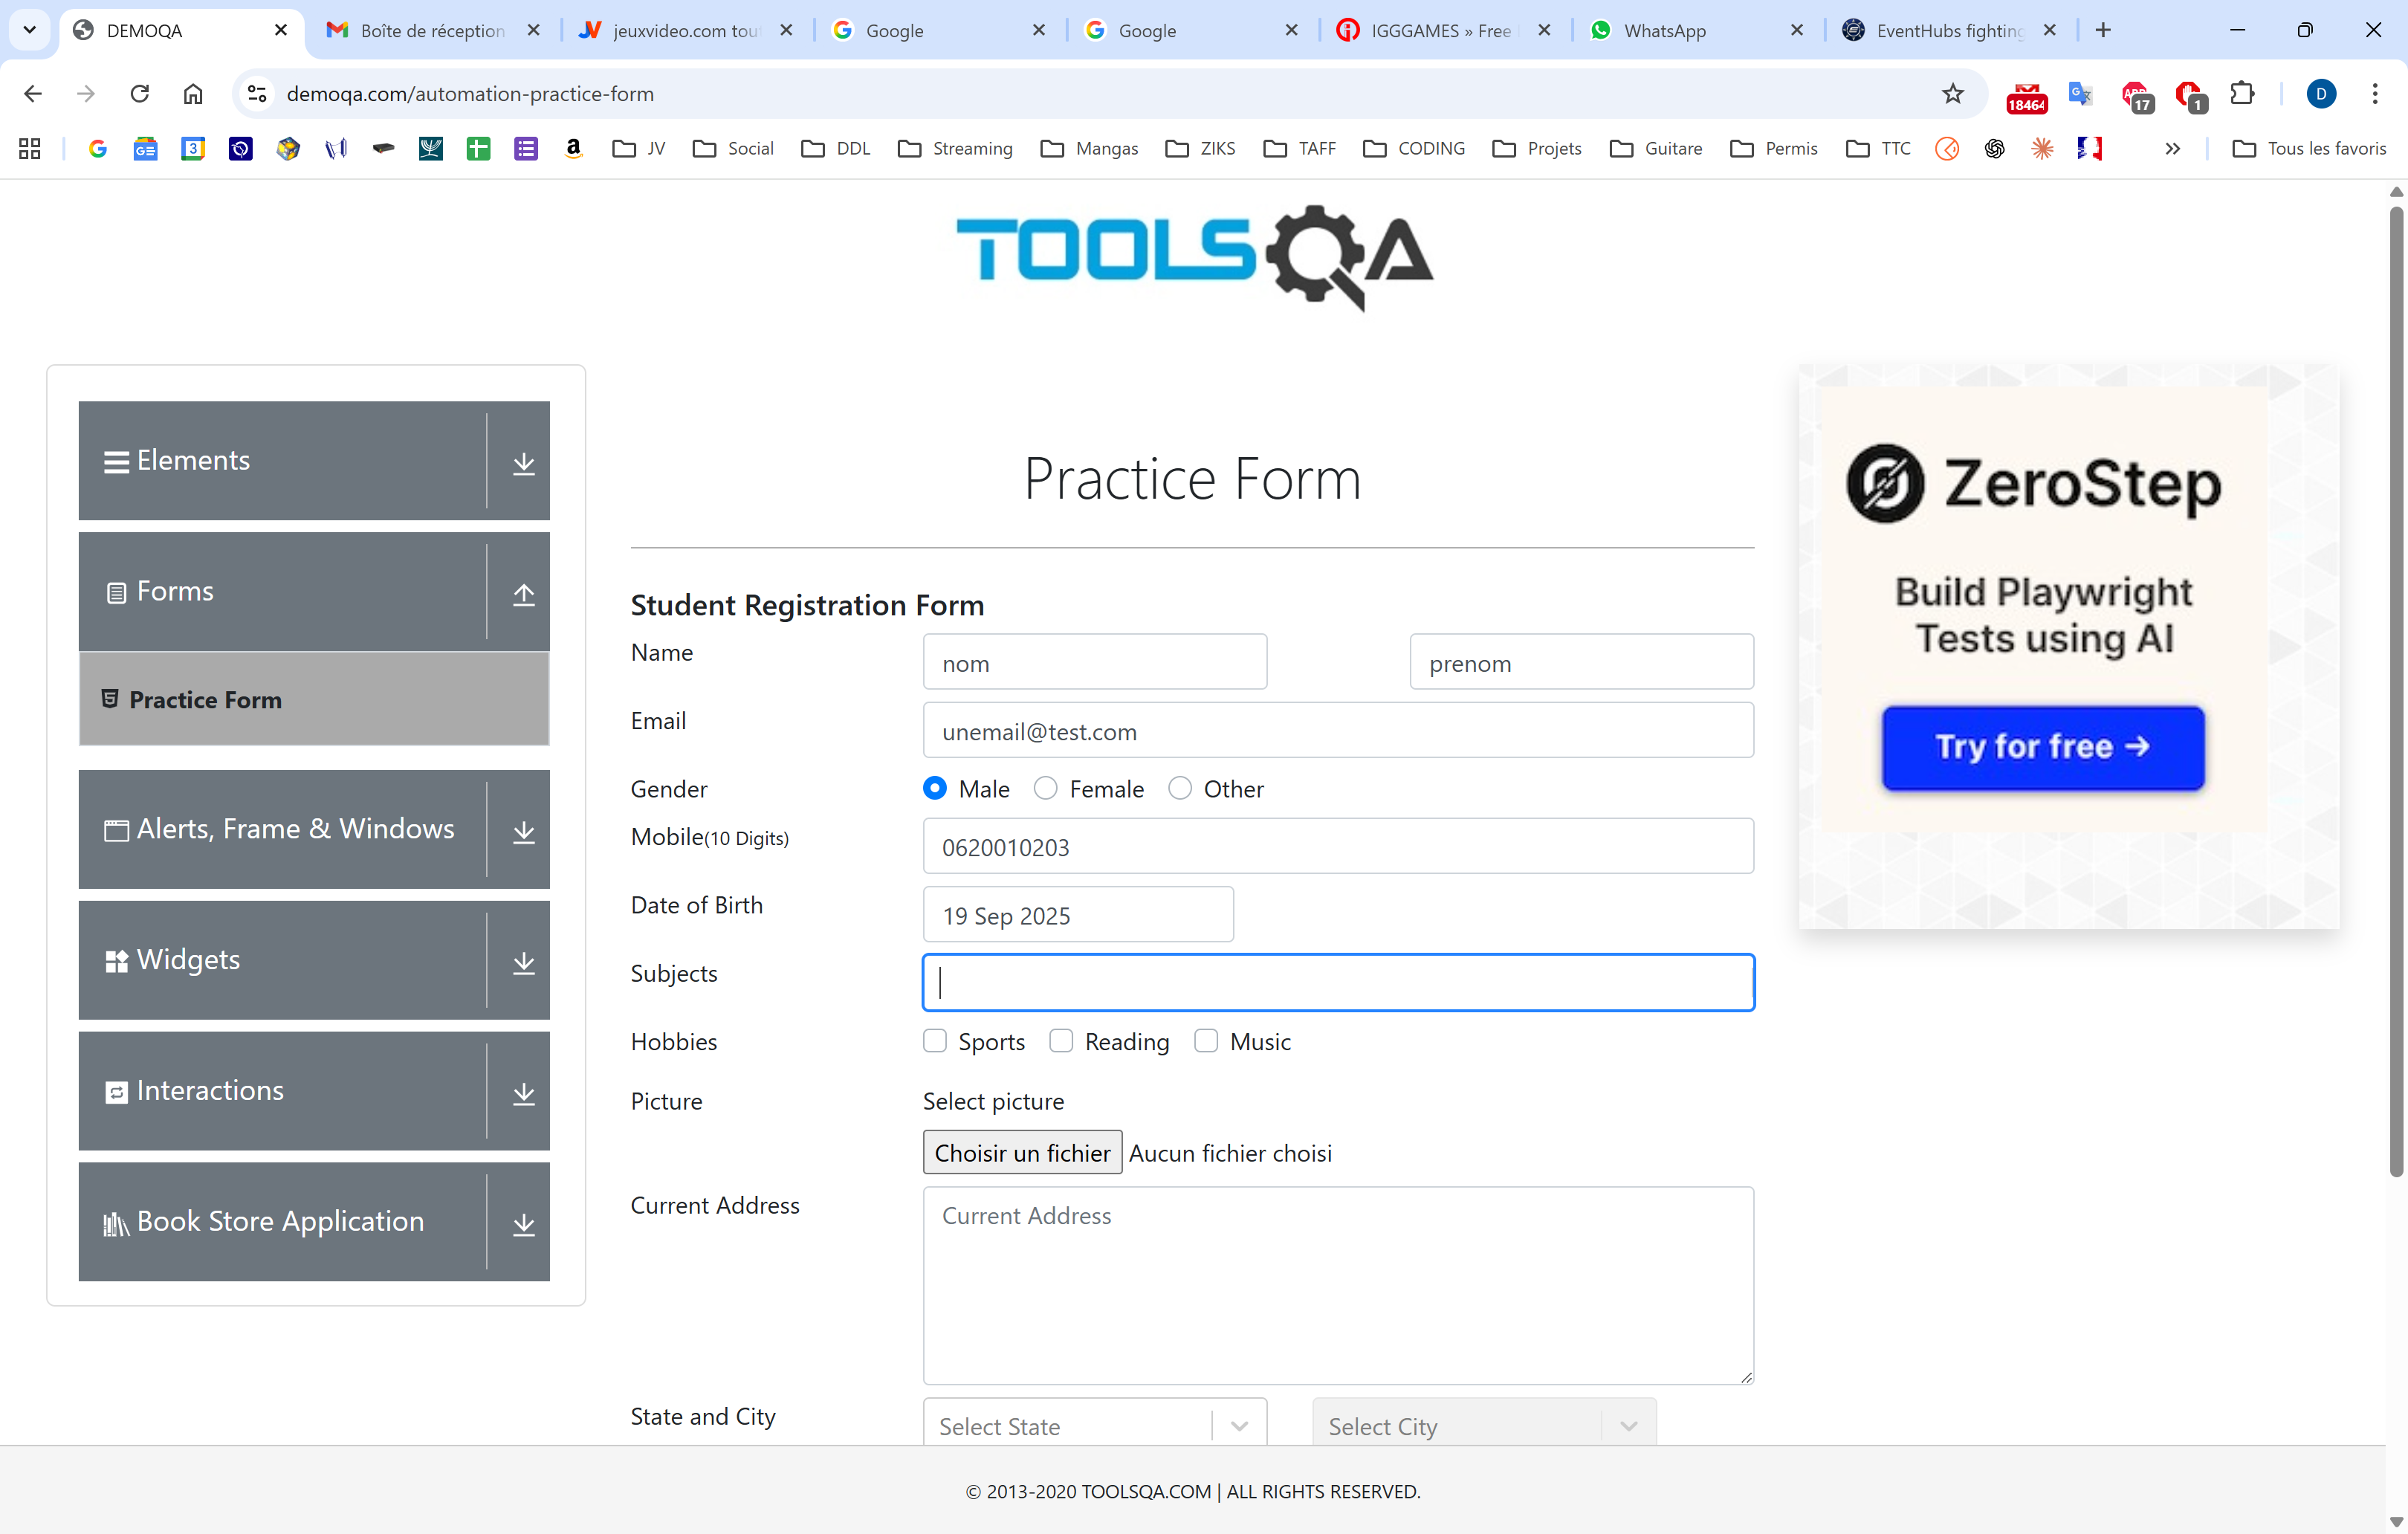 DEMOQA
Boîte de réception
jeuxvideo.com tou
Google
Google
IGGGAMES » Free
WhatsApp
EventHubs fighting
demoqa.com/automation-practice-form
18464
17
1
D
3
JV
Social
DDL
Streaming
Mangas
ZIKS
TAFF
CODING
Projets
Guitare
Permis
TTC
Tous les favoris
TOOLSQA
Elements
Forms
Practice Form
Alerts, Frame & Windows
Widgets
Interactions
Book Store Application
Practice Form
Student Registration Form
Name
nom
prenom
Email
unemail@test.com
Gender
Male
Female
Other
Mobile(10 Digits)
0620010203
Date of Birth
19 Sep 2025
Subjects
Hobbies
Sports
Reading
Music
Picture
Select picture
Choisir un fichier
Aucun fichier choisi
Current Address
Current Address
State and City
Select State
Select City
ZeroStep
Build Playwright
Tests using AI
Try for free →
© 2013-2020 TOOLSQA.COM | ALL RIGHTS RESERVED.